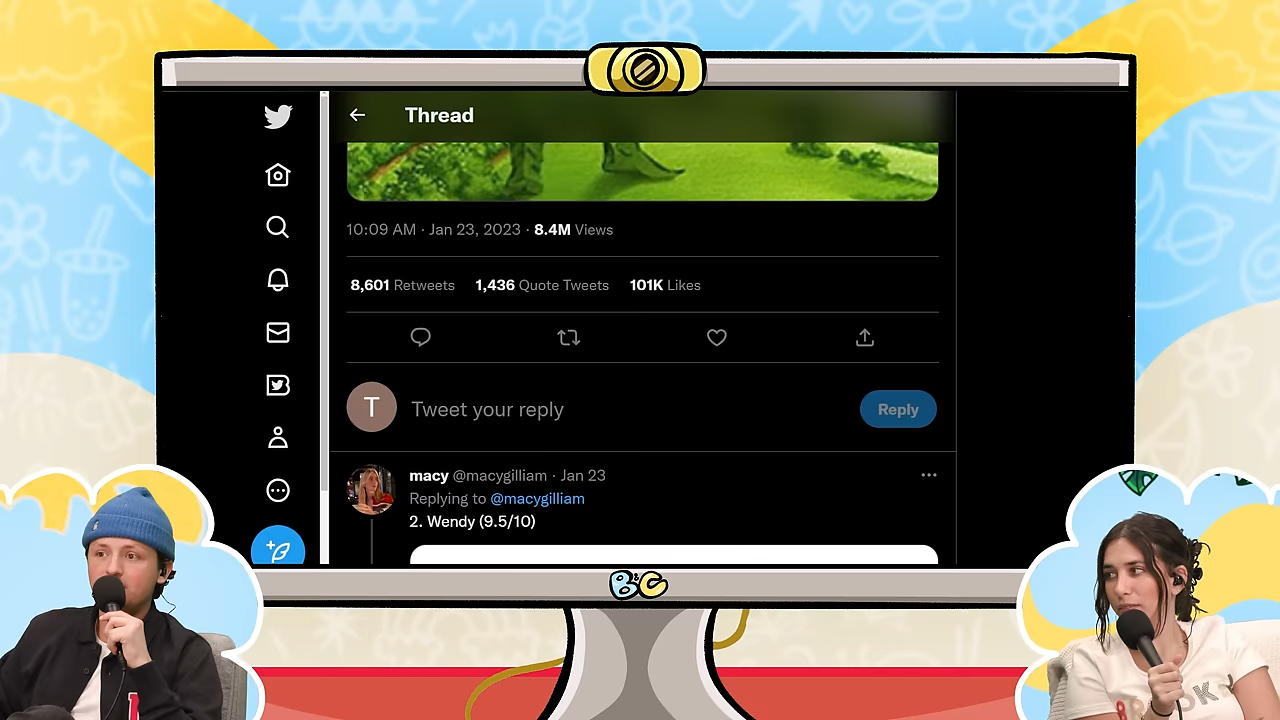 Thread
10:09 AM · Jan 23, 2023 · 8.4M Views
8,601 Retweets 1,436 Quote Tweets 101K Likes
T
Tweet your reply
Reply
macy @macygilliam · Jan 23
Replying to @macygilliam
2. Wendy (9.5/10)
B&C